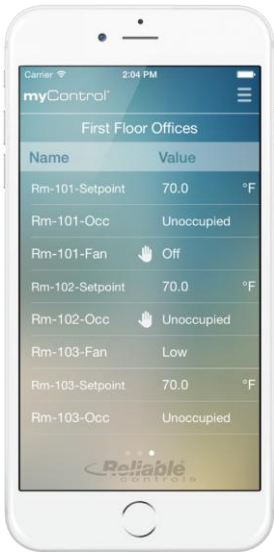 Carrier 2:04 PM
myControl®
First Floor Offices
Name Value
Rm-101-Setpoint 70.0 °F
Rm-101-Occ Unoccupied
Rm-101-Fan Off
Rm-102-Setpoint 70.0 °F
Rm-102-Occ Unoccupied
Rm-103-Fan Low
Rm-103-Setpoint 70.0 °F
Rm-103-Occ Unoccupied
Reliable
controls